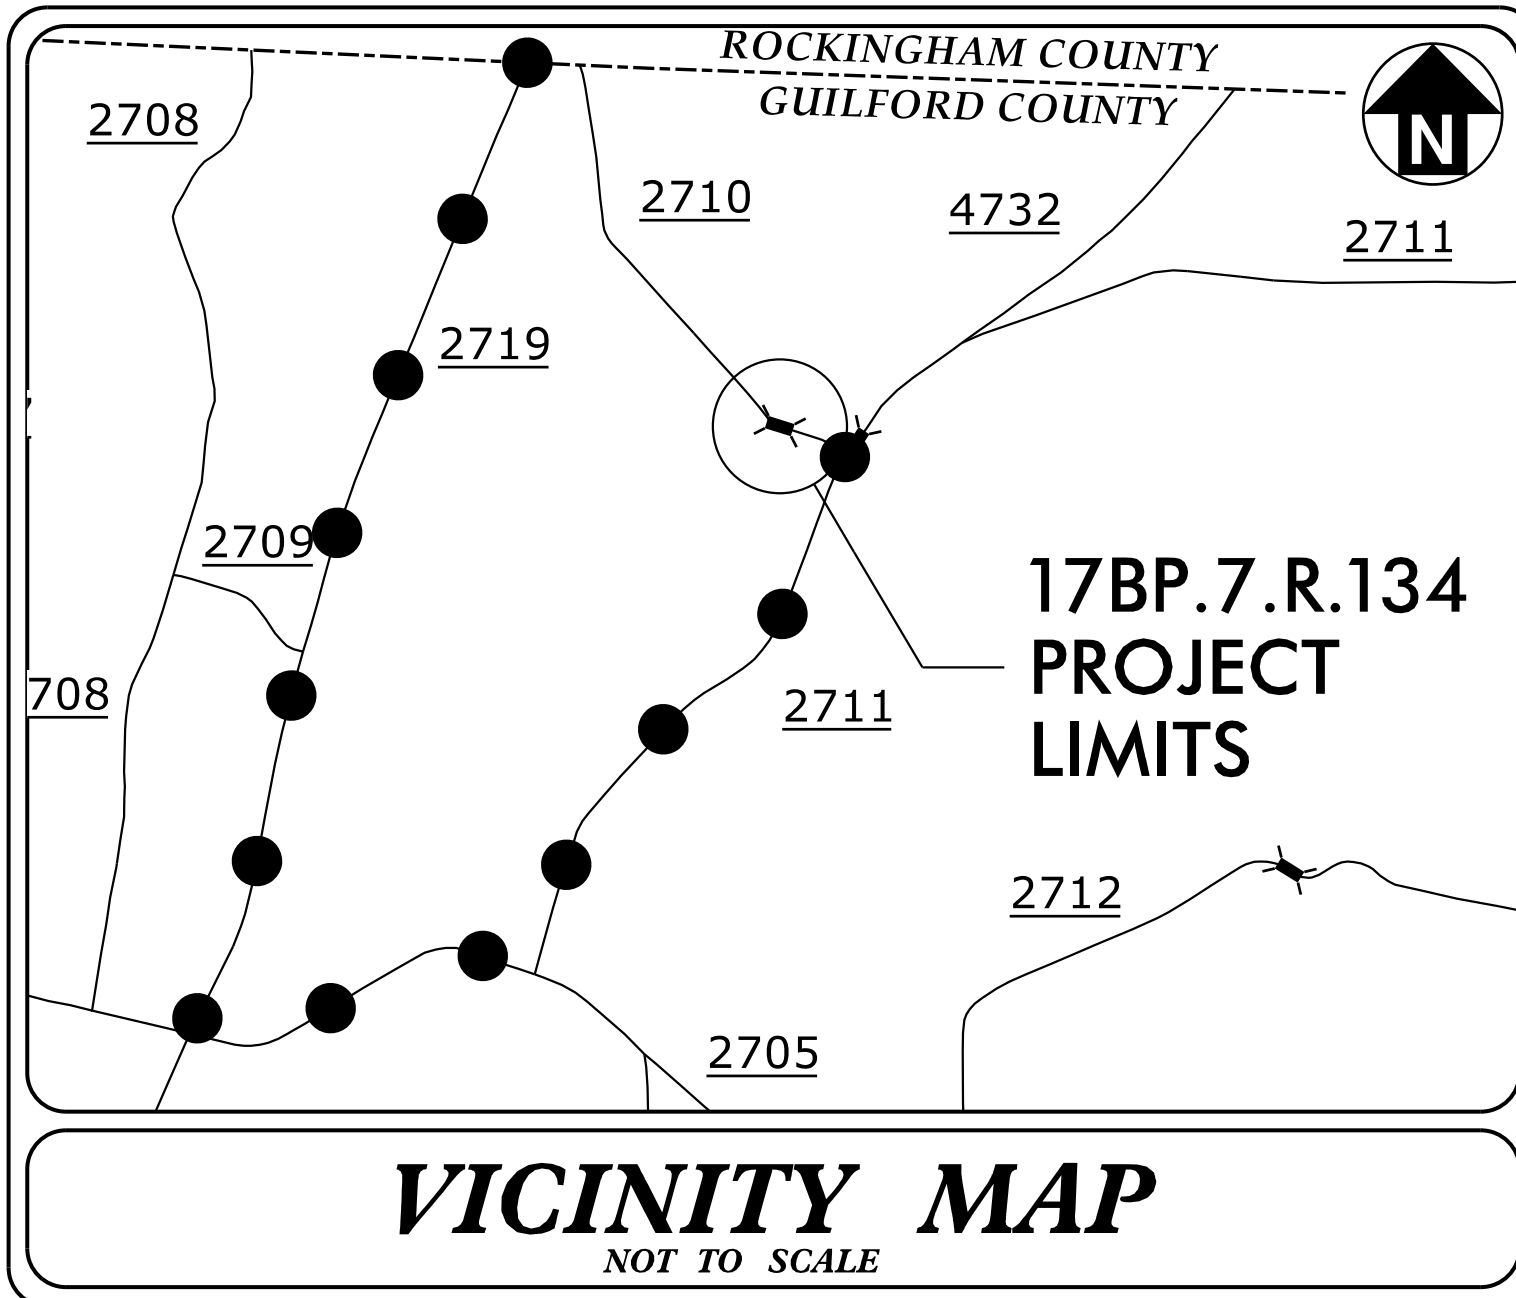 ROCKINGHAM COUNTY
GUILFORD COUNTY
N
2708
2710
4732
2711
2719
2709
17BP.7.R.134
PROJECT
LIMITS
708
2711
2712
2705
VICINITY MAP
NOT TO SCALE